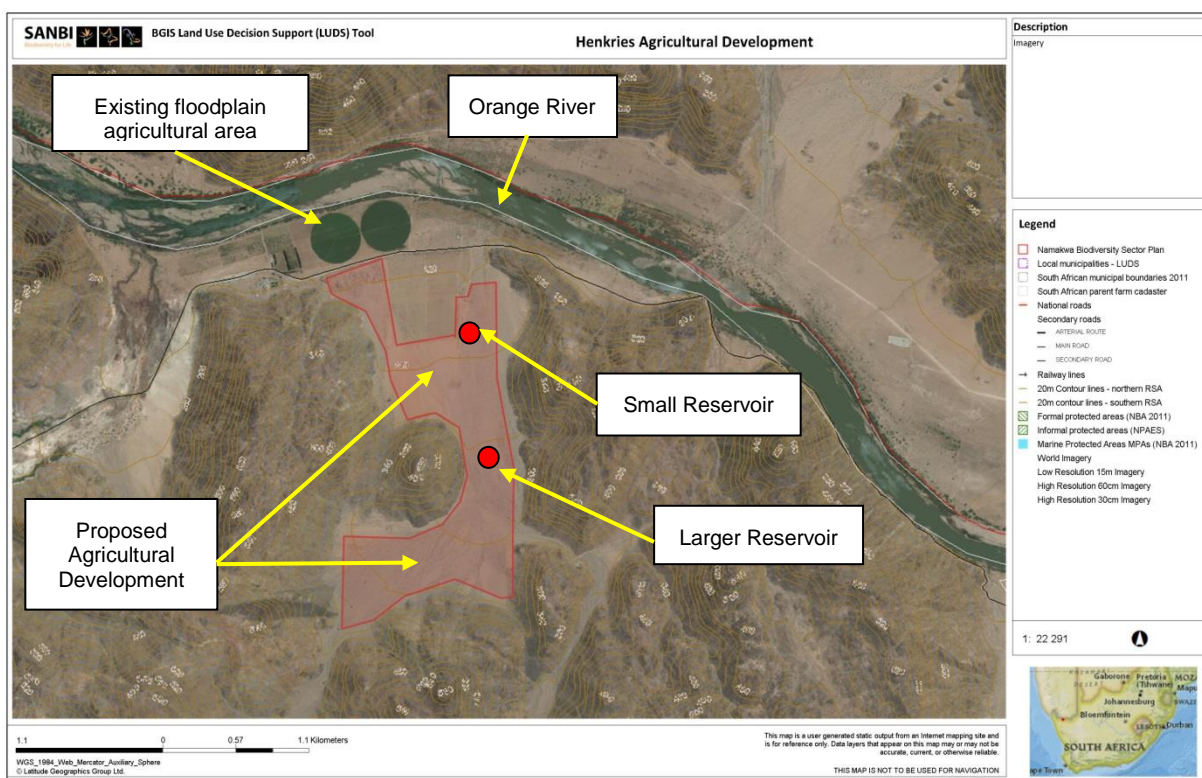 SANBI
Biodiversity for Life
BGIS Land Use Decision Support (LUDS) Tool
Henkries Agricultural Development
Existing floodplain
agricultural area
Orange River
Small Reservoir
Larger Reservoir
Proposed
Agricultural
Development
Description
Imagery
Legend
Namakwa Biodiversity Sector Plan
Local municipalities - LUDS
South African municipal boundaries 2011
South African parent farm cadaster
National roads
Secondary roads
ARTERIAL ROUTE
MAIN ROAD
SECONDARY ROAD
Railway lines
20m Contour lines - northern RSA
20m contour lines - southern RSA
Formal protected areas (NBA 2011)
Informal protected areas (NPAES)
Marine Protected Areas MPAs (NBA 2011)
World Imagery
Low Resolution 15m Imagery
High Resolution 60cm Imagery
High Resolution 30cm Imagery
1: 22 291
Gaborone
Pretoria
(Tshwane)
MOZ
Mapu
Johannesburg
SWAZI
Bloemfontein
LESOTHO
Durban
SOUTH AFRICA
ape Town
1.1 0 0.57 1.1 Kilometers
WGS_1984_Web_Mercator_Auxiliary_Sphere
© Latitude Geographics Group Ltd.
This map is a user generated static output from an Internet mapping site and
is for reference only. Data layers that appear on this map may or may not be
accurate, current, or otherwise reliable.
THIS MAP IS NOT TO BE USED FOR NAVIGATION